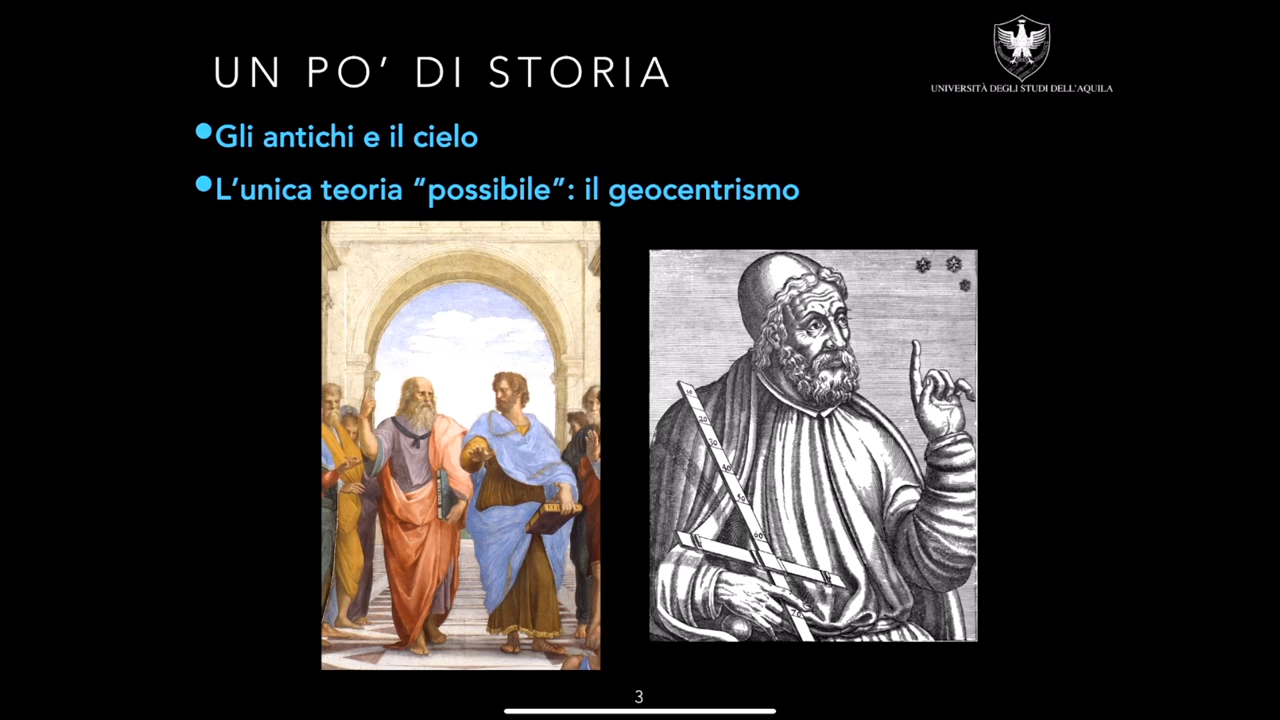 UN PO’ DI STORIA
UNIVERSITÀ DEGLI STUDI DELL'AQUILA
•Gli antichi e il cielo
•L’unica teoria “possibile”: il geocentrismo
3